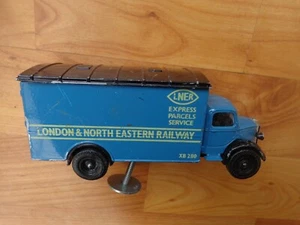 LNER
EXPRESS
PARCELS
SERVICE
LONDON & NORTH EASTERN RAILWAY